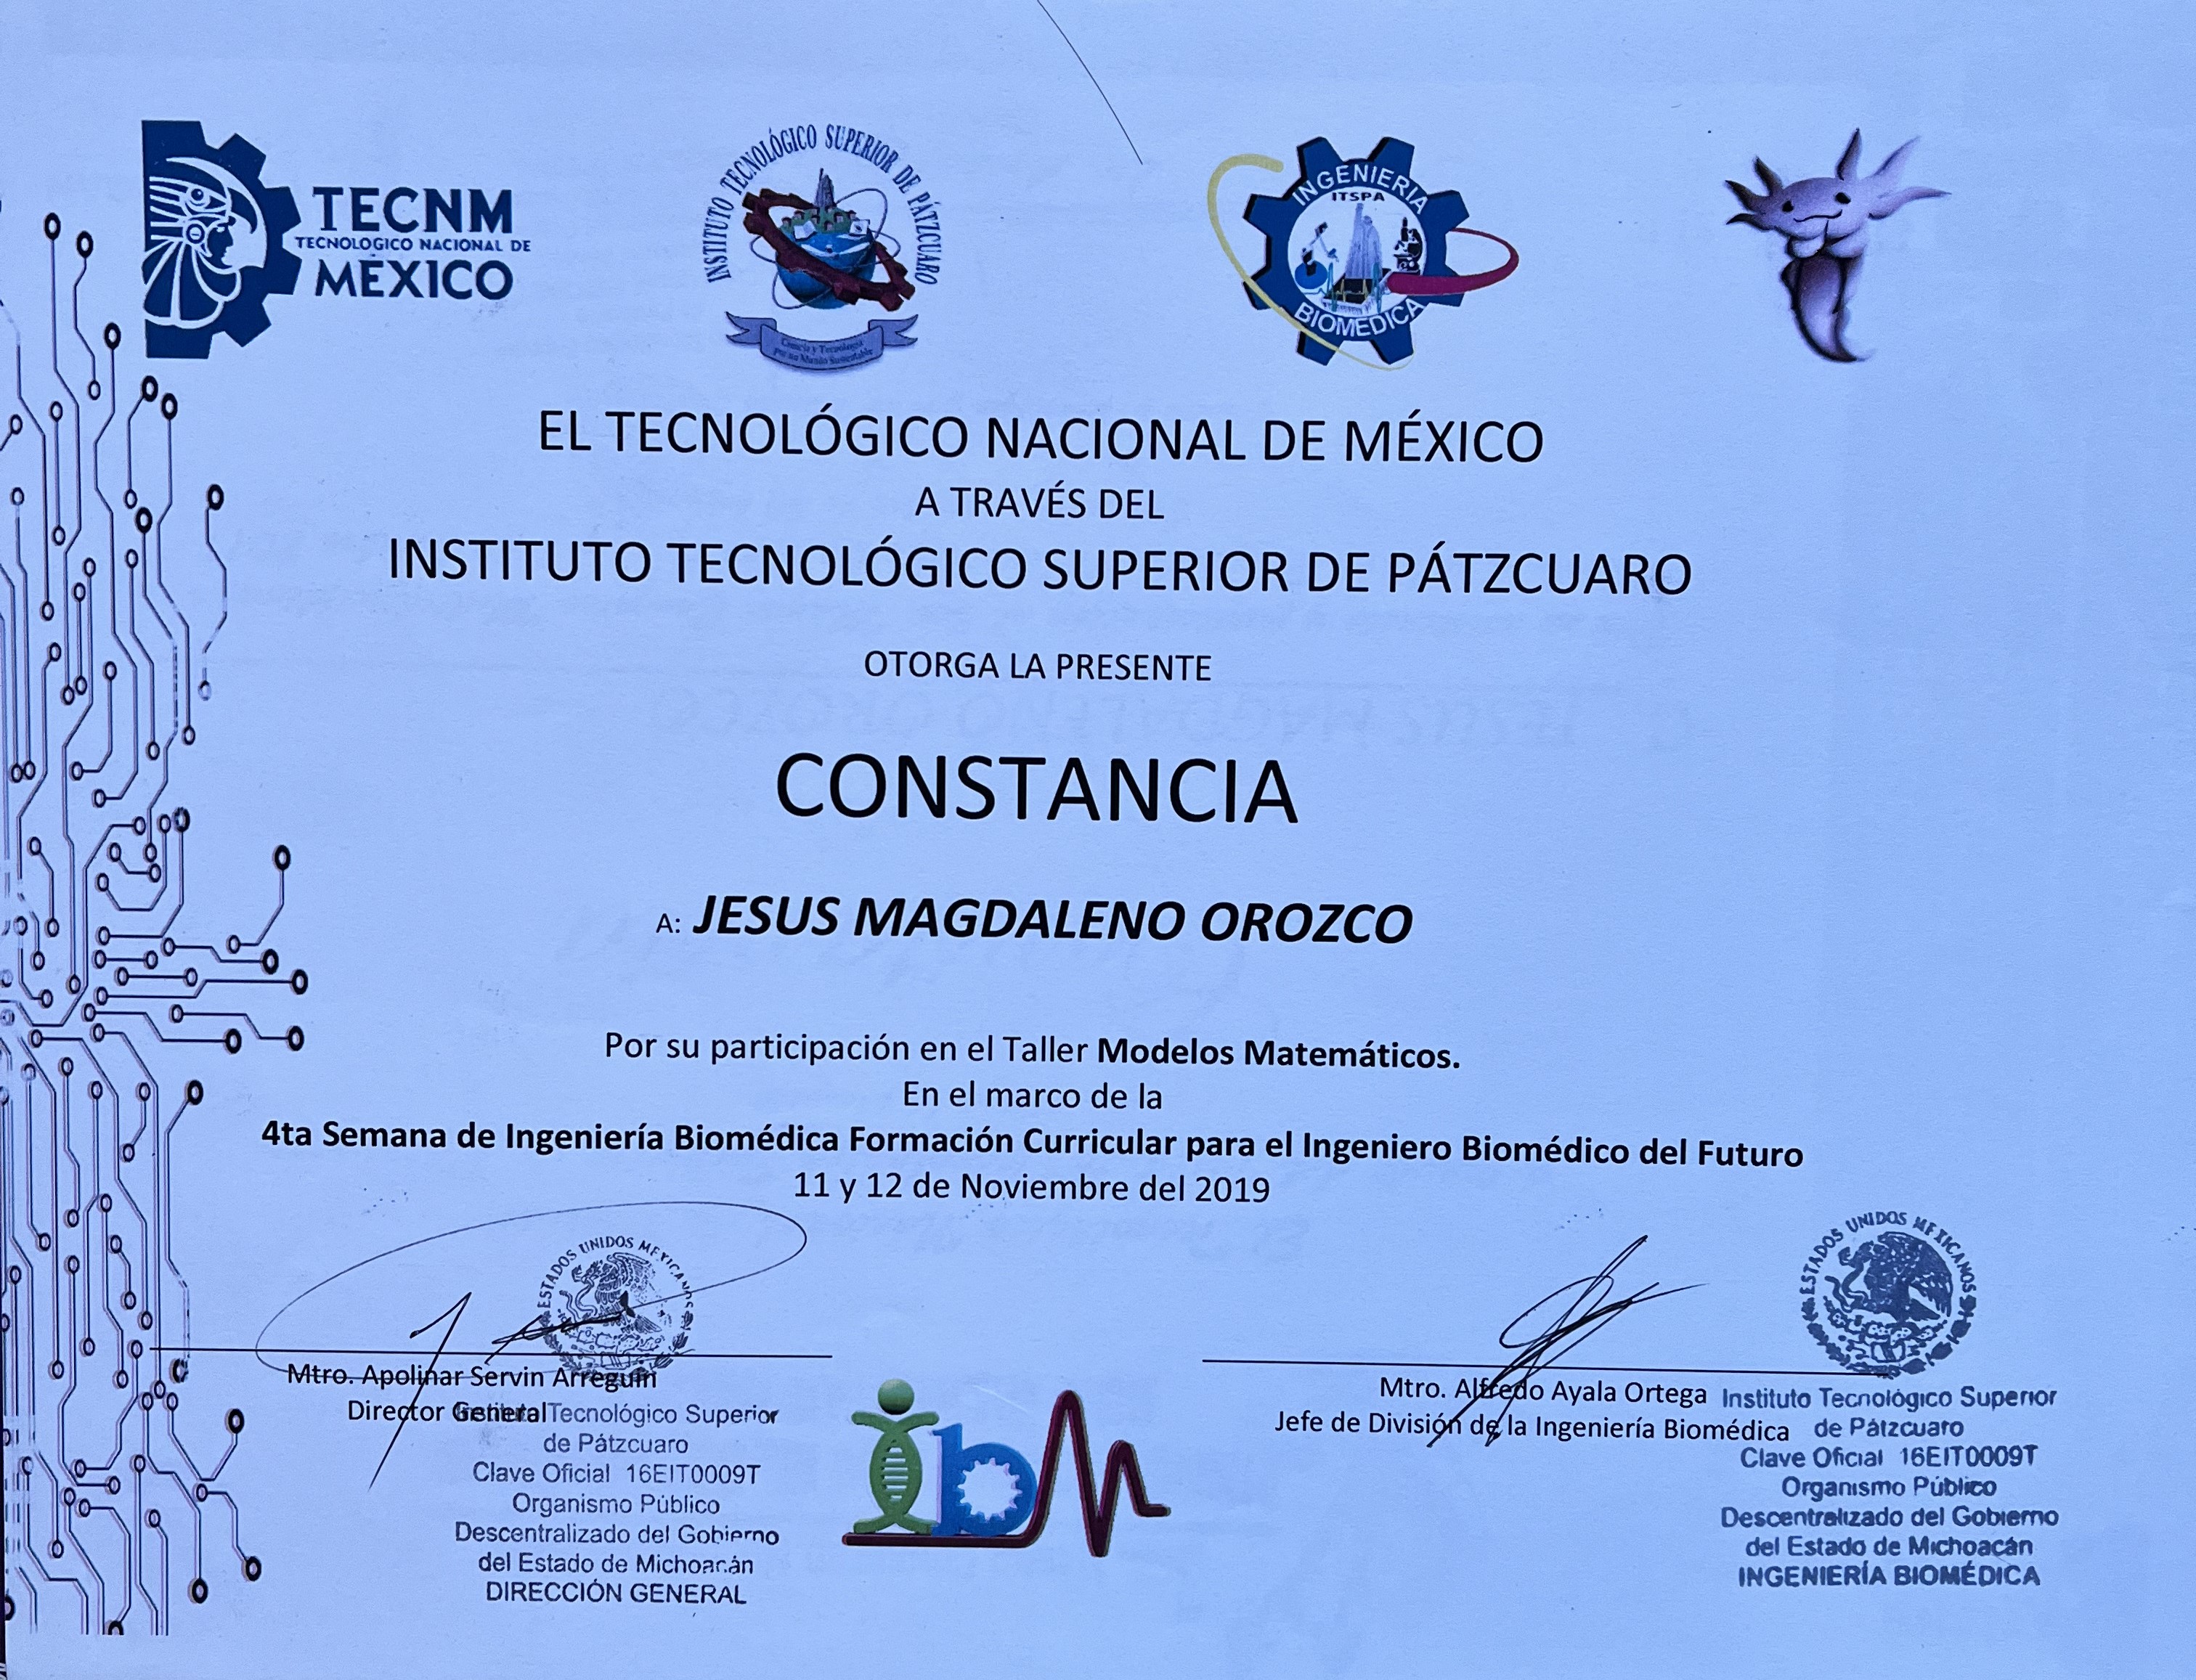 TECNM
TECNOLÓGICO NACIONAL DE
MÉXICO
INSTITUTO TECNOLÓGICO SUPERIOR DE PÁTZCUARO
Ciencia y Tecnología
por un Mundo Sustentable
INGENIERIA
ITSPA
BIOMEDICA
EL TECNOLÓGICO NACIONAL DE MÉXICO
A TRAVÉS DEL
INSTITUTO TECNOLÓGICO SUPERIOR DE PÁTZCUARO
OTORGA LA PRESENTE
CONSTANCIA
A: JESUS MAGDALENO OROZCO
Por su participación en el Taller Modelos Matemáticos.
En el marco de la
4ta Semana de Ingeniería Biomédica Formación Curricular para el Ingeniero Biomédico del Futuro
11 y 12 de Noviembre del 2019
ESTADOS UNIDOS MEXICANOS
Mtro. Apolinar Servin Arreguin
Director General
Instituto Tecnológico Superior
de Pátzcuaro
Clave Oficial 16EIT0009T
Organismo Público
Descentralizado del Gobierno
del Estado de Michoacán
DIRECCIÓN GENERAL
ibm
ESTADOS UNIDOS MEXICANOS
Mtro. Alfredo Ayala Ortega
Jefe de División de la Ingeniería Biomédica
Instituto Tecnológico Superior
de Pátzcuaro
Clave Oficial 16EIT0009T
Organismo Público
Descentralizado del Gobierno
del Estado de Michoacán
INGENIERÍA BIOMÉDICA